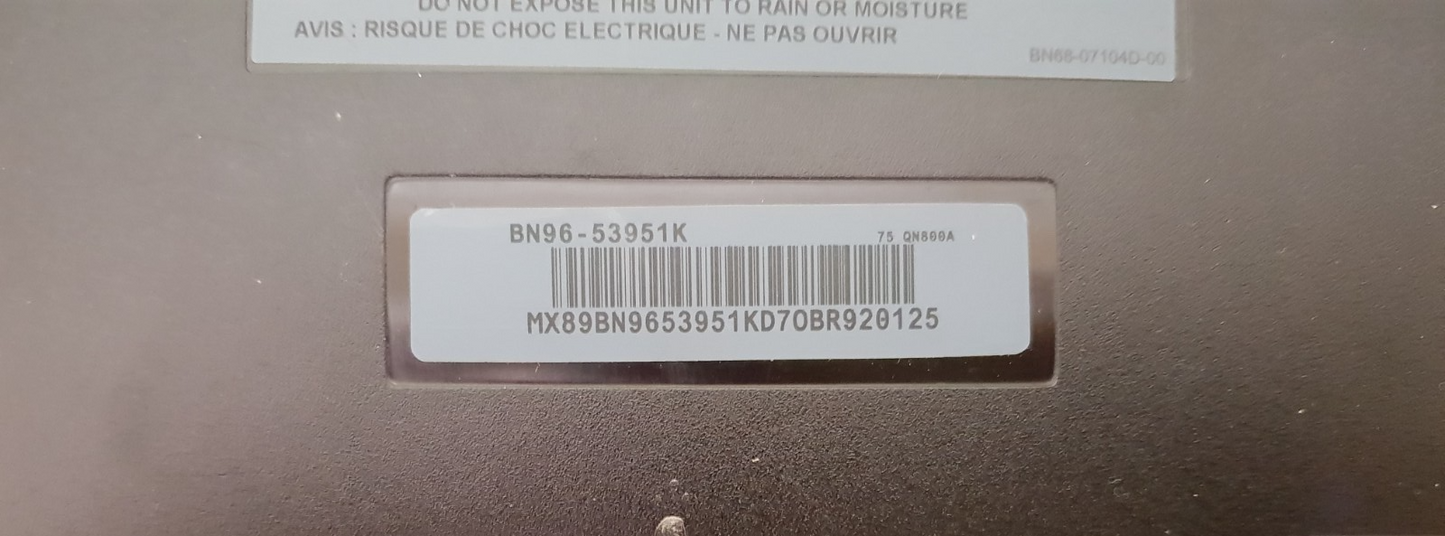 DO NOT EXPOSE THIS UNIT TO RAIN OR MOISTURE
AVIS : RISQUE DE CHOC ELECTRIQUE - NE PAS OUVRIR
BN68-07104D-00
BN96-53951K
75 QN800A
MX89BN9653951KD7OBR920125